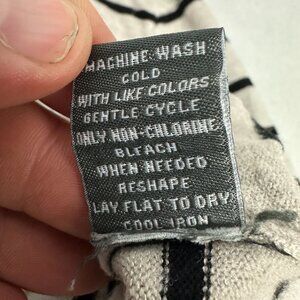 MACHINE WASH
COLD
WITH LIKE COLORS
GENTLE CYCLE
ONLY NON-CHLORINE
BLEACH
WHEN NEEDED
RESHAPE
LAY FLAT TO DRY
COOL IRON